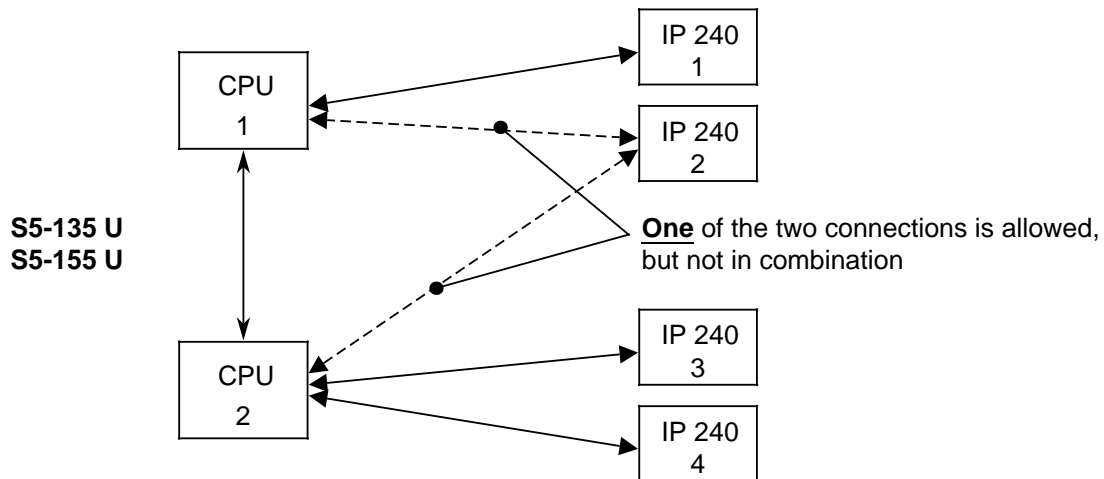 IP 240
1
CPU
1
IP 240
2
S5-135 U
S5-155 U
One of the two connections is allowed,
but not in combination
IP 240
3
CPU
2
IP 240
4